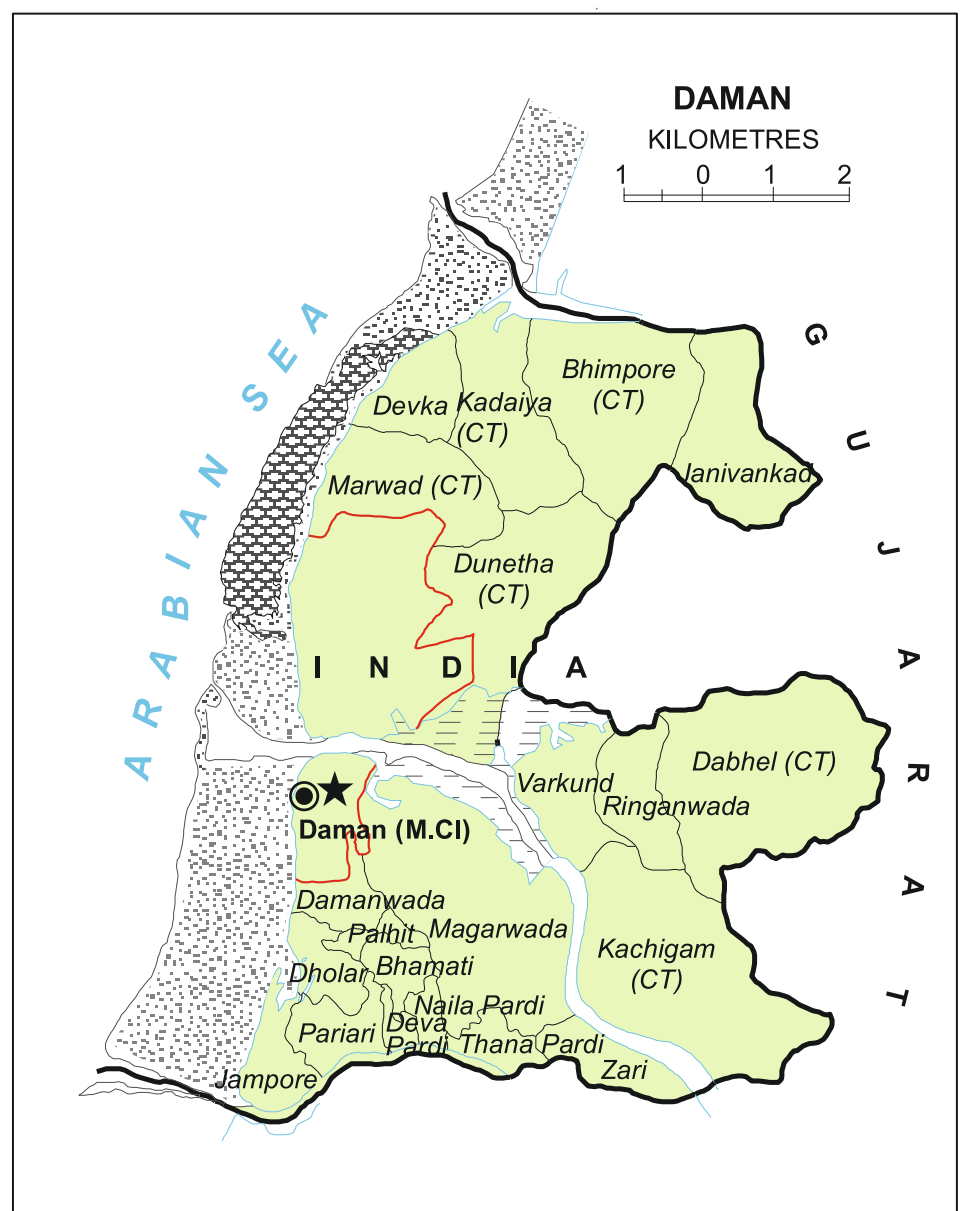 DAMAN
KILOMETRES
1 0 1 2
ARABIAN SEA
GUJARAT
Bhimpore
(CT)
Devka
Kadaiya
(CT)
Janivankad
Marwad (CT)
Dunetha
(CT)
INDIA
Varkund
Dabhel (CT)
Ringanwada
Daman (M.Cl)
Damanwada
Palhit
Magarwada
Kachigam
(CT)
Dholar
Bhamati
Naila Pardi
Pariari
Deva
Pardi
Thana Pardi
Zari
Jampore